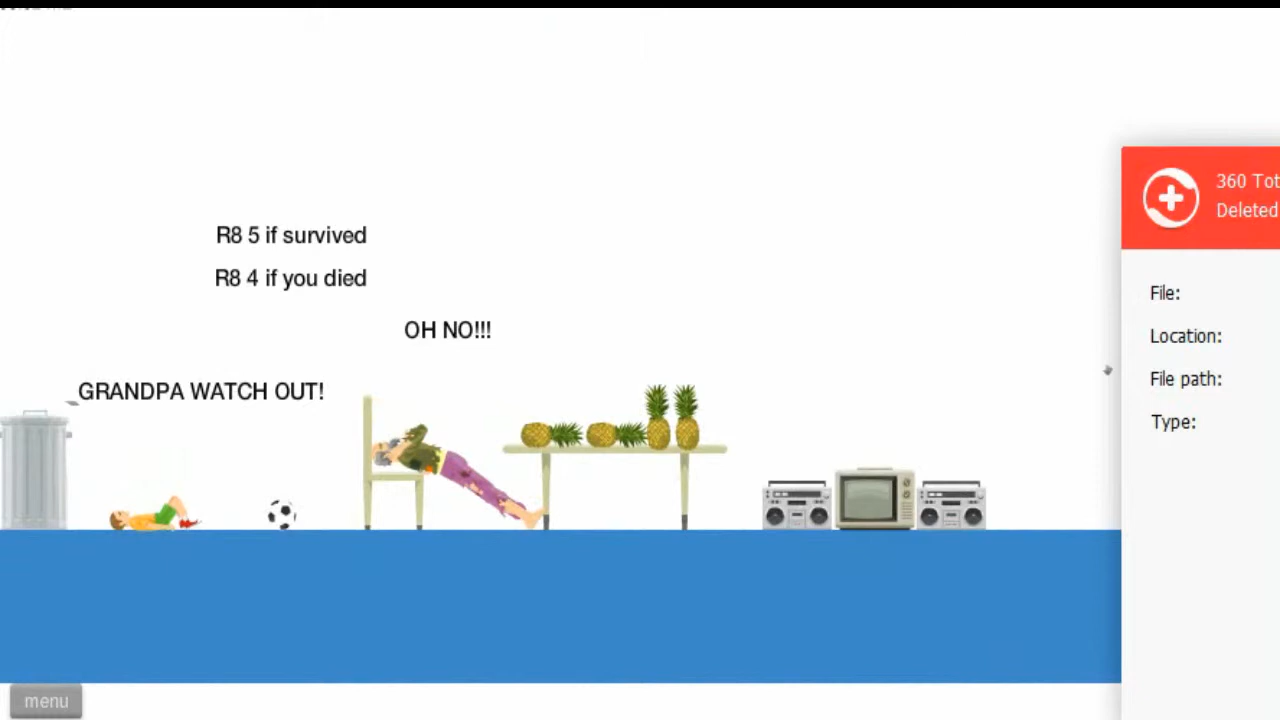 R8 5 if survived
R8 4 if you died
OH NO!!!
GRANDPA WATCH OUT!
menu
360 Tot
Deleted
File:
Location:
File path:
Type: